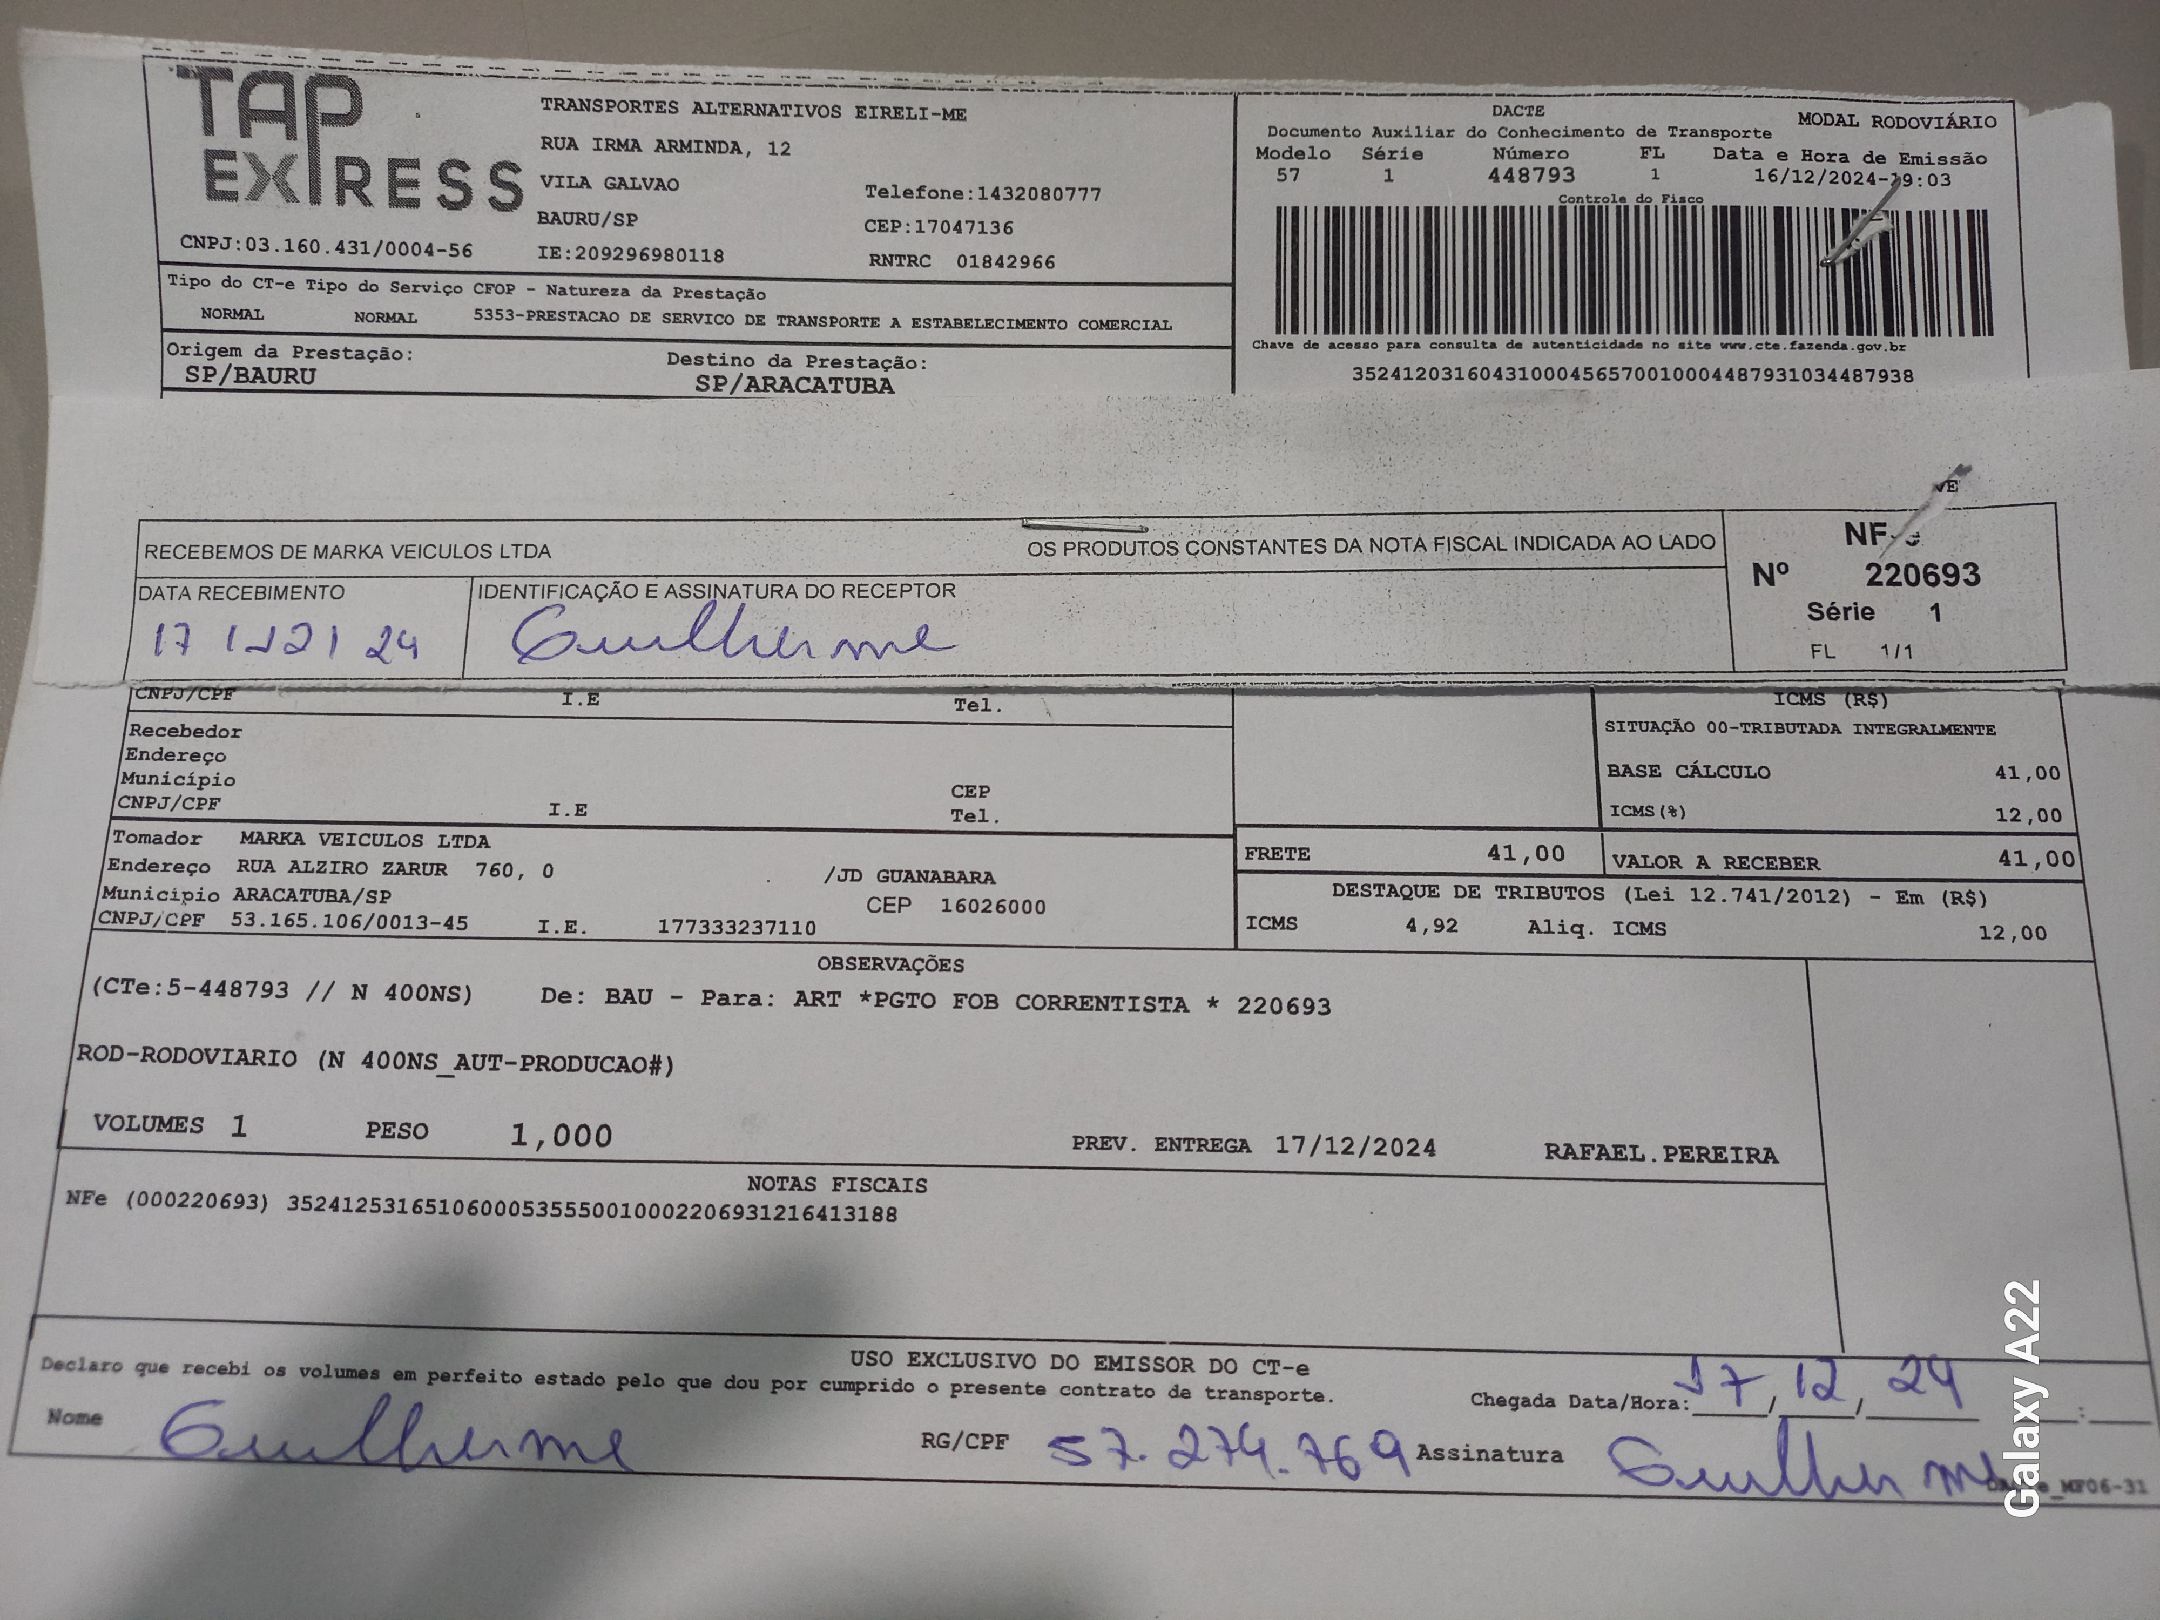 TAP
EXPRESS
TRANSPORTES ALTERNATIVOS EIRELI-ME
RUA IRMA ARMINDA, 12
VILA GALVAO
Telefone:1432080777
BAURU/SP
CEP:17047136
CNPJ:03.160.431/0004-56
IE:209296980118
RNTRC 01842966
DACTE
MODAL RODOVIÁRIO
Documento Auxiliar do Conhecimento de Transporte
Modelo Série Número FL Data e Hora de Emissão
57 1 448793 1 16/12/2024-19:03
Controle do Fisco
Chave de acesso para consulta de autenticidade no site www.cte.fazenda.gov.br
35241203160431000456570010004487931034487938
Tipo do CT-e Tipo do Serviço CFOP - Natureza da Prestação
NORMAL NORMAL 5353-PRESTACAO DE SERVICO DE TRANSPORTE A ESTABELECIMENTO COMERCIAL
Origem da Prestação: Destino da Prestação:
SP/BAURU SP/ARACATUBA
VE
RECEBEMOS DE MARKA VEICULOS LTDA OS PRODUTOS CONSTANTES DA NOTA FISCAL INDICADA AO LADO
NF-e
Nº 220693
Série 1
FL 1/1
DATA RECEBIMENTO IDENTIFICAÇÃO E ASSINATURA DO RECEPTOR
17/12/24 Guilherme
CNPJ/CPF I.E Tel.
Recebedor
Endereço
Município CEP
CNPJ/CPF I.E Tel.
ICMS (R$)
SITUAÇÃO 00-TRIBUTADA INTEGRALMENTE
BASE CÁLCULO 41,00
ICMS(%) 12,00
Tomador MARKA VEICULOS LTDA
Endereço RUA ALZIRO ZARUR 760, 0 /JD GUANABARA
Município ARACATUBA/SP CEP 16026000
CNPJ/CPF 53.165.106/0013-45 I.E. 177333237110
FRETE 41,00 VALOR A RECEBER 41,00
DESTAQUE DE TRIBUTOS (Lei 12.741/2012) - Em (R$)
ICMS 4,92 Aliq. ICMS 12,00
OBSERVAÇÕES
(CTe:5-448793 // N 400NS) De: BAU - Para: ART *PGTO FOB CORRENTISTA * 220693
ROD-RODOVIARIO (N 400NS_AUT-PRODUCAO#)
VOLUMES 1 PESO 1,000 PREV. ENTREGA 17/12/2024 RAFAEL.PEREIRA
NOTAS FISCAIS
NFe (000220693) 35241253165106000535550010002206931216413188
USO EXCLUSIVO DO EMISSOR DO CT-e
Declaro que recebi os volumes em perfeito estado pelo que dou por cumprido o presente contrato de transporte.
Chegada Data/Hora: 17/12/24 :
Nome Guilherme RG/CPF 57.274.769 Assinatura Guilherme
_MF06-31
Galaxy A22